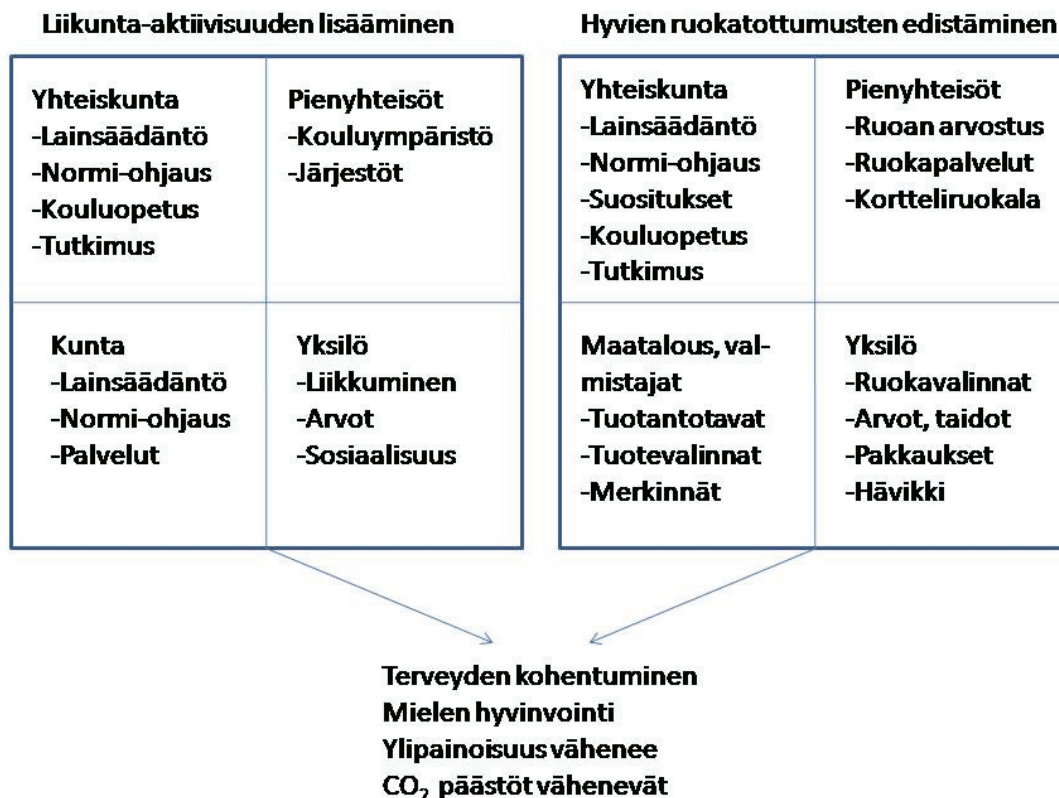 Liikunta-aktiivisuuden lisääminen
Yhteiskunta
-Lainsäädäntö
-Normi-ohjaus
-Kouluopetus
-Tutkimus
Pienyhteisöt
-Kouluympäristö
-Järjestöt
Kunta
-Lainsäädäntö
-Normi-ohjaus
-Palvelut
Yksilö
-Liikkuminen
-Arvot
-Sosiaalisuus
Hyvien ruokatottumusten edistäminen
Yhteiskunta
-Lainsäädäntö
-Normi-ohjaus
-Suositukset
-Kouluopetus
-Tutkimus
Pienyhteisöt
-Ruoan arvostus
-Ruokapalvelut
-Kortteliruokala
Maatalous, val-
mistajat
-Tuotantotavat
-Tuotevalinnat
-Merkinnät
Yksilö
-Ruokavalinnat
-Arvot, taidot
-Pakkaukset
-Hävikki
Terveyden kohentuminen
Mielen hyvinvointi
Ylipainoisuus vähenee
CO₂ päästöt vähenevät